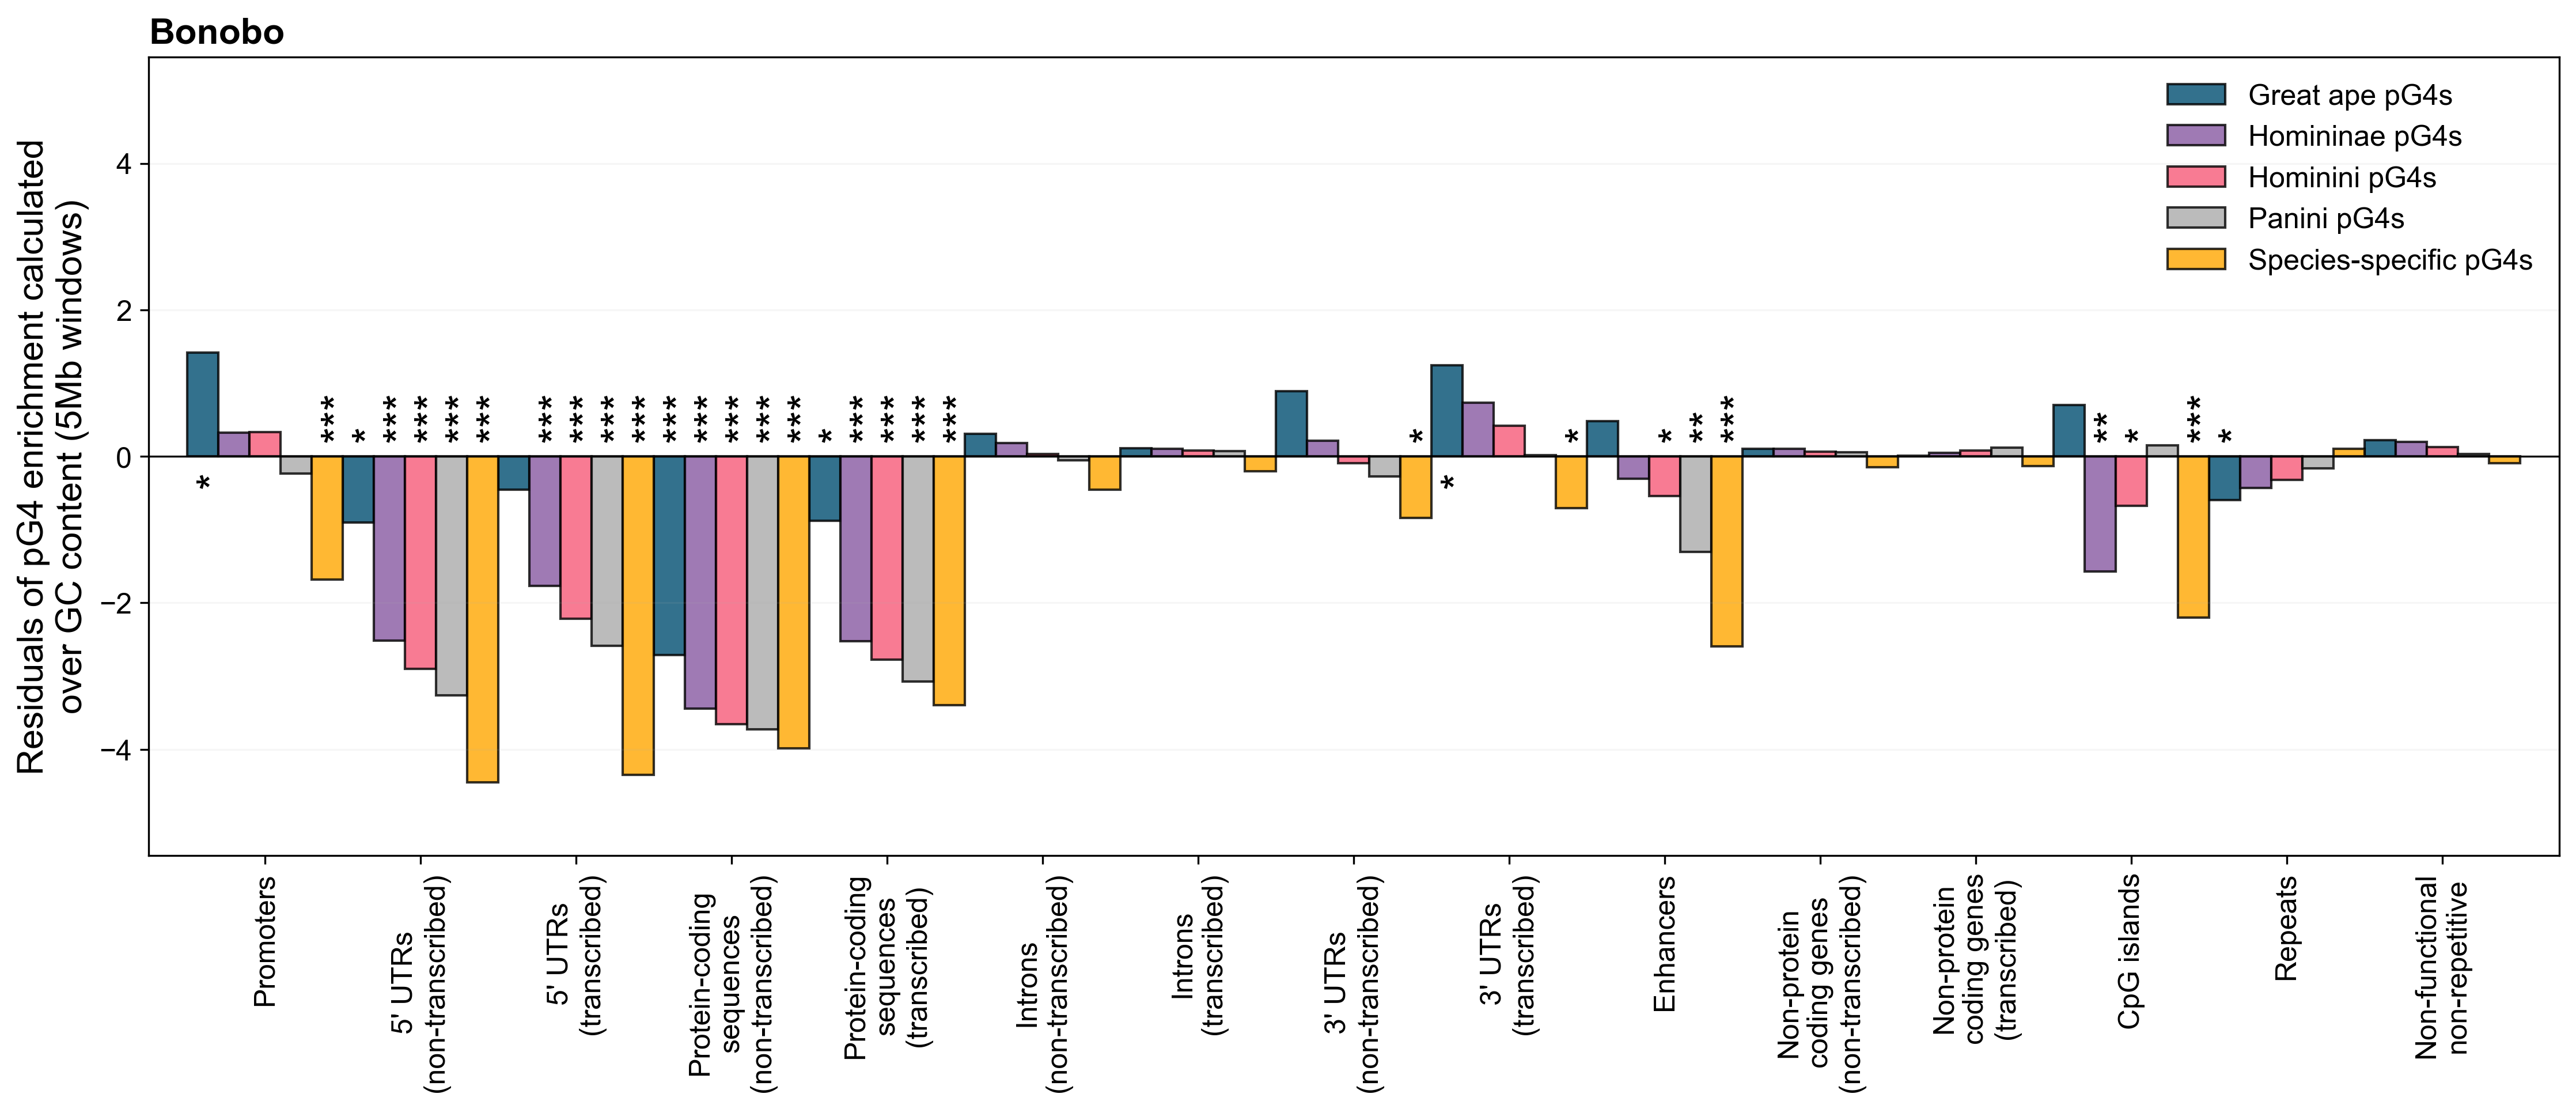 Bonobo
Residuals of pG4 enrichment calculated
over GC content (5Mb windows)
4
2
0
−2
−4
Great ape pG4s
Homininae pG4s
Hominini pG4s
Panini pG4s
Species-specific pG4s
*
***
*
***
***
***
***
***
***
***
***
***
***
***
***
***
*
***
***
***
***
*
*
*
*
**
***
**
*
***
*
Promoters
5' UTRs
(non-transcribed)
5' UTRs
(transcribed)
Protein-coding
sequences
(non-transcribed)
Protein-coding
sequences
(transcribed)
Introns
(non-transcribed)
Introns
(transcribed)
3' UTRs
(non-transcribed)
3' UTRs
(transcribed)
Enhancers
Non-protein
coding genes
(non-transcribed)
Non-protein
coding genes
(transcribed)
CpG islands
Repeats
Non-functional
non-repetitive